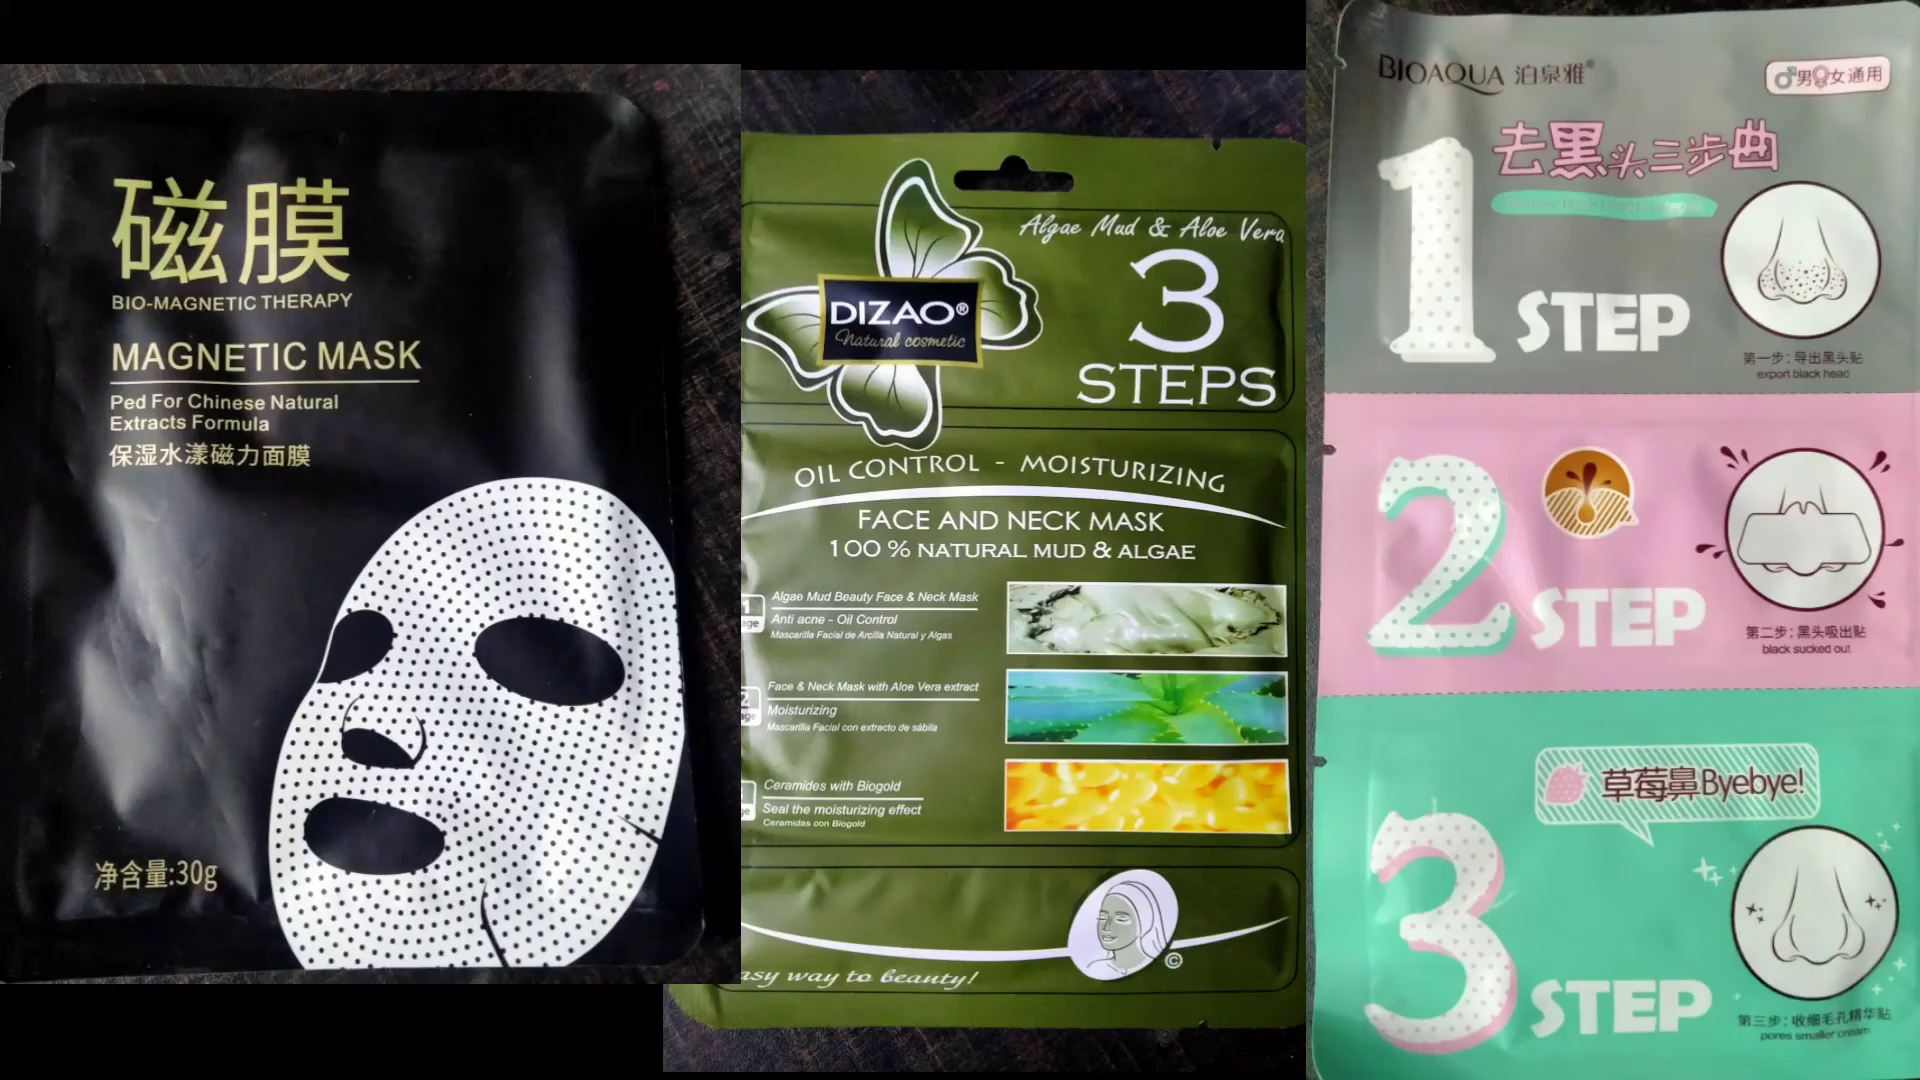 磁膜
BIO-MAGNETIC THERAPY
MAGNETIC MASK
Ped For Chinese Natural
Extracts Formula
保湿水漾磁力面膜
净含量:30g
Algae Mud & Aloe Vera
3
STEPS
DIZAO®
Natural cosmetic
OIL CONTROL - MOISTURIZING
FACE AND NECK MASK
100 % NATURAL MUD & ALGAE
1
age
Algae Mud Beauty Face & Neck Mask
Anti acne - Oil Control
Mascarilla Facial de Arcilla Natural y Algas
2
age
Face & Neck Mask with Aloe Vera extract
Moisturizing
Mascarilla Facial con extracto de sábila
ge
Ceramides with Biogold
Seal the moisturizing effect
Ceramidas con Biogold
asy way to beauty!
©
BIOAQUA 泊泉雅®
男女通用
去黑头三步曲
1 STEP
第一步：导出黑头贴
export black head
2 STEP
第二步：黑头吸出贴
black sucked out
草莓鼻Byebye!
3 STEP
第三步：收细毛孔精华贴
pores smaller cream